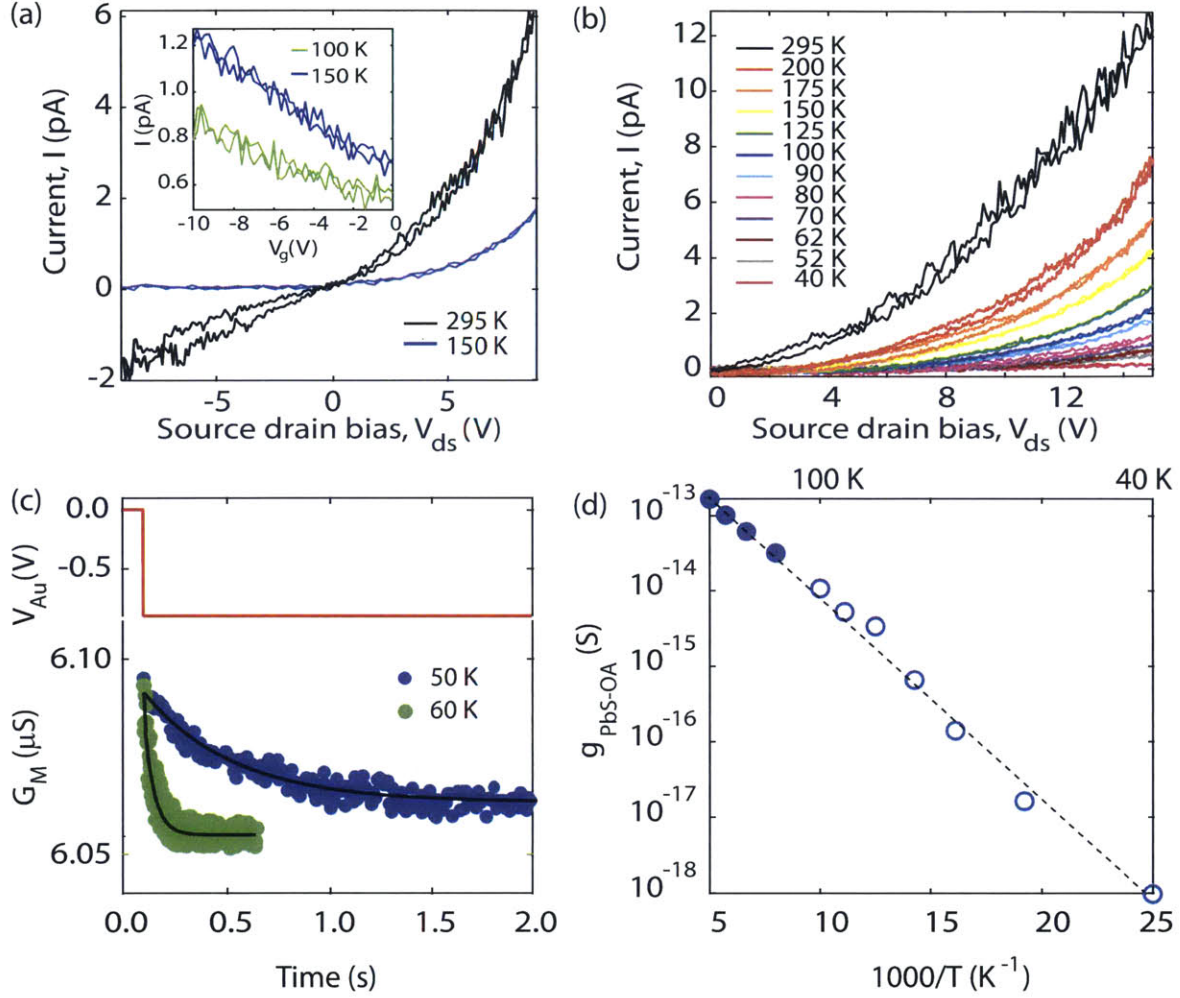 (a)
6
4
2
0
-2
Current, I (pA)
-5
0
5
Source drain bias, V_ds (V)
295 K
150 K
1.2
1.0
0.8
0.6
I (pA)
100 K
150 K
-10
-8
-6
-4
-2
0
V_g(V)
(b)
12
10
8
6
4
2
0
Current, I (pA)
295 K
200 K
175 K
150 K
125 K
100 K
90 K
80 K
70 K
62 K
52 K
40 K
0
4
8
12
Source drain bias, V_ds (V)
(c)
0.0
-0.5
V_Au(V)
6.10
6.05
G_M (μS)
50 K
60 K
0.0
0.5
1.0
1.5
2.0
Time (s)
(d)
100 K
40 K
10^-13
10^-14
10^-15
10^-16
10^-17
10^-18
g_PbS-OA (S)
5
10
15
20
25
1000/T (K^-1)